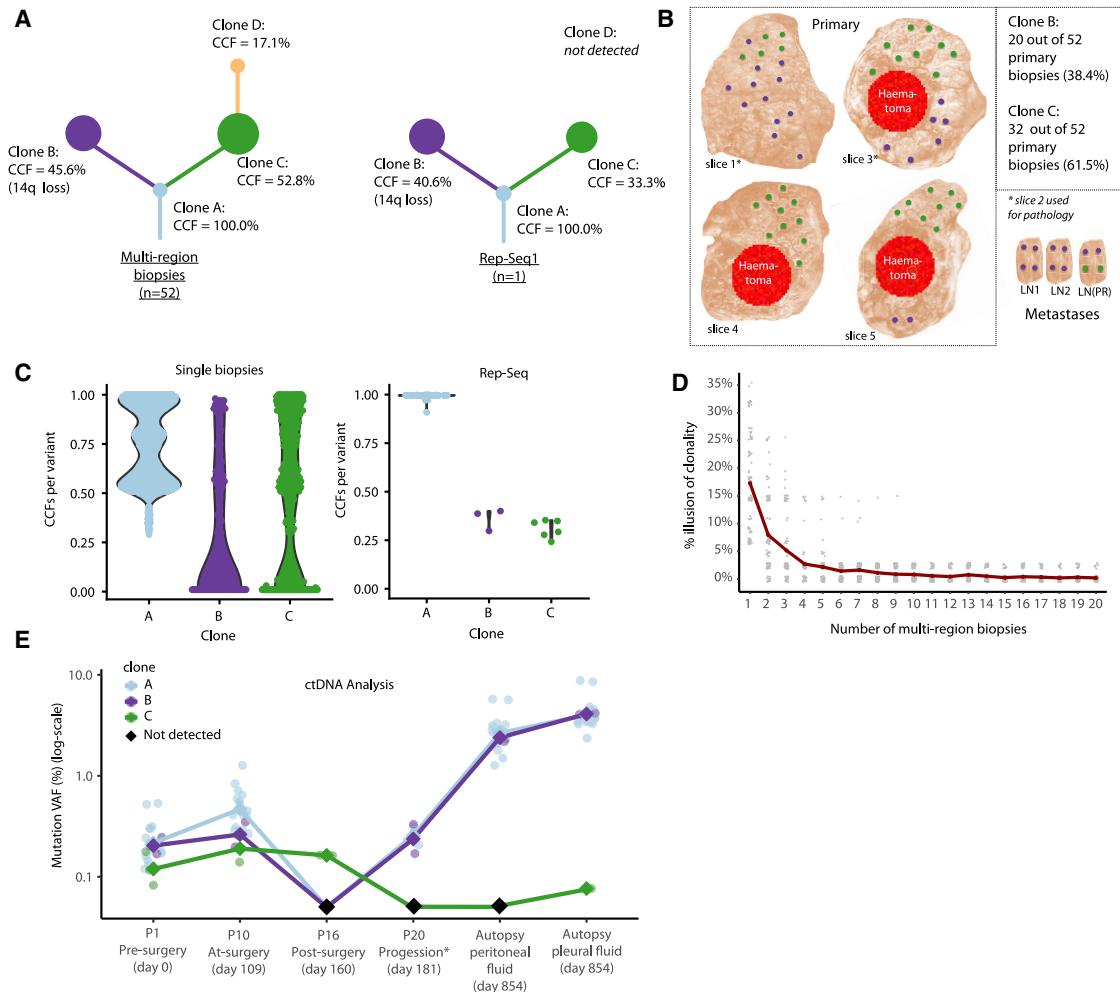 A
Clone D:
CCF = 17.1%
Clone B:
CCF = 45.6%
(14q loss)
Clone C:
CCF = 52.8%
Clone A:
CCF = 100.0%
Multi-region
biopsies
(n=52)
Clone D:
not detected
Clone B:
CCF = 40.6%
(14q loss)
Clone C:
CCF = 33.3%
Clone A:
CCF = 100.0%
Rep-Seq1
(n=1)
B
Primary
slice 1*
Haema-
toma
slice 3*
Haema-
toma
slice 4
Haema-
toma
slice 5
Clone B:
20 out of 52
primary
biopsies (38.4%)
Clone C:
32 out of 52
primary
biopsies (61.5%)
* slice 2 used
for pathology
LN1 LN2 LN(PR)
Metastases
C
Single biopsies
CCFs per variant
1.00
0.75
0.50
0.25
0.00
A B C
Clone
Rep-Seq
CCFs per variant
1.00
0.75
0.50
0.25
0.00
A B C
Clone
D
% illusion of clonality
35%
30%
25%
20%
15%
10%
5%
0%
1 2 3 4 5 6 7 8 9 10 11 12 13 14 15 16 17 18 19 20
Number of multi-region biopsies
E
clone
A
B
C
Not detected
ctDNA Analysis
Mutation VAF (%) (log-scale)
10.0
1.0
0.1
P1
Pre-surgery
(day 0)
P10
At-surgery
(day 109)
P16
Post-surgery
(day 160)
P20
Progession*
(day 181)
Autopsy
peritoneal
fluid
(day 854)
Autopsy
pleural fluid
(day 854)